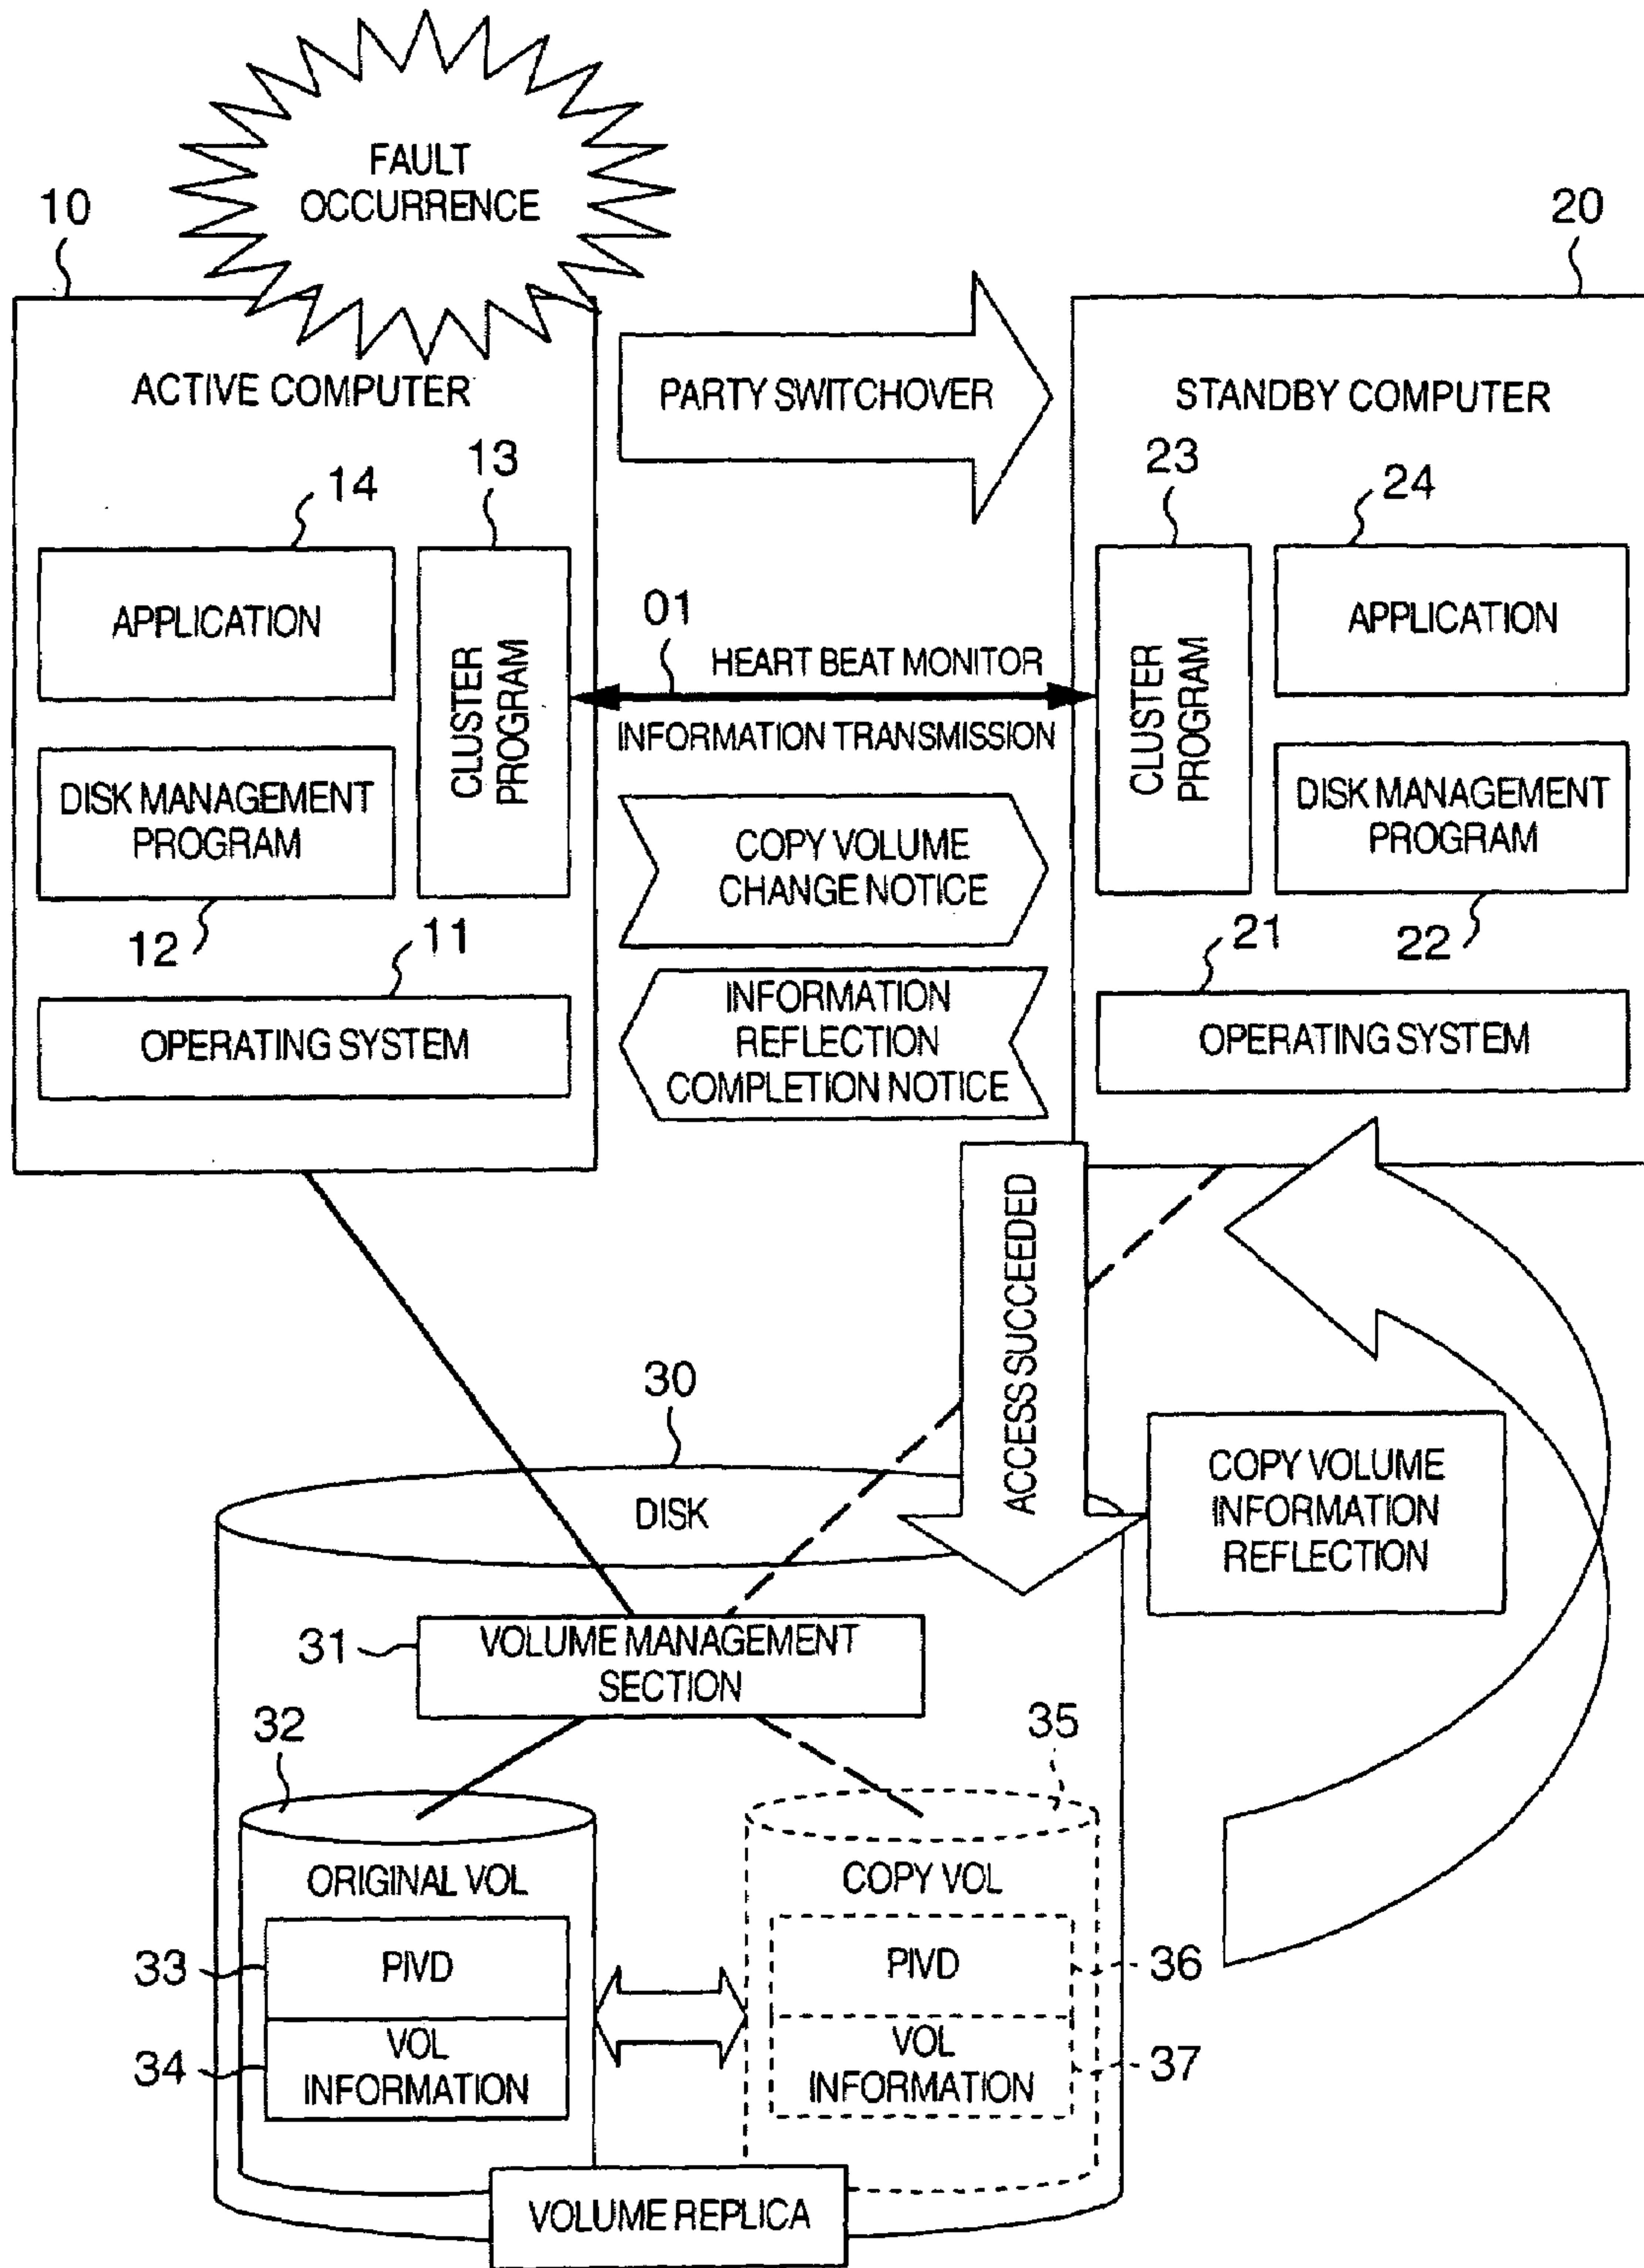 FAULT
OCCURRENCE
10
20
ACTIVE COMPUTER
PARTY SWITCHOVER
STANDBY COMPUTER
14
13
23
24
APPLICATION
CLUSTER
PROGRAM
01
HEART BEAT MONITOR
INFORMATION TRANSMISSION
CLUSTER
PROGRAM
APPLICATION
DISK MANAGEMENT
PROGRAM
DISK MANAGEMENT
PROGRAM
COPY VOLUME
CHANGE NOTICE
12
11
21
22
OPERATING SYSTEM
INFORMATION
REFLECTION
COMPLETION NOTICE
OPERATING SYSTEM
ACCESS SUCCEEDED
30
DISK
COPY VOLUME
INFORMATION
REFLECTION
31
VOLUME MANAGEMENT
SECTION
32
35
ORIGINAL VOL
COPY VOL
33
PIVD
PIVD
36
34
VOL
INFORMATION
VOL
INFORMATION
37
VOLUME REPLICA